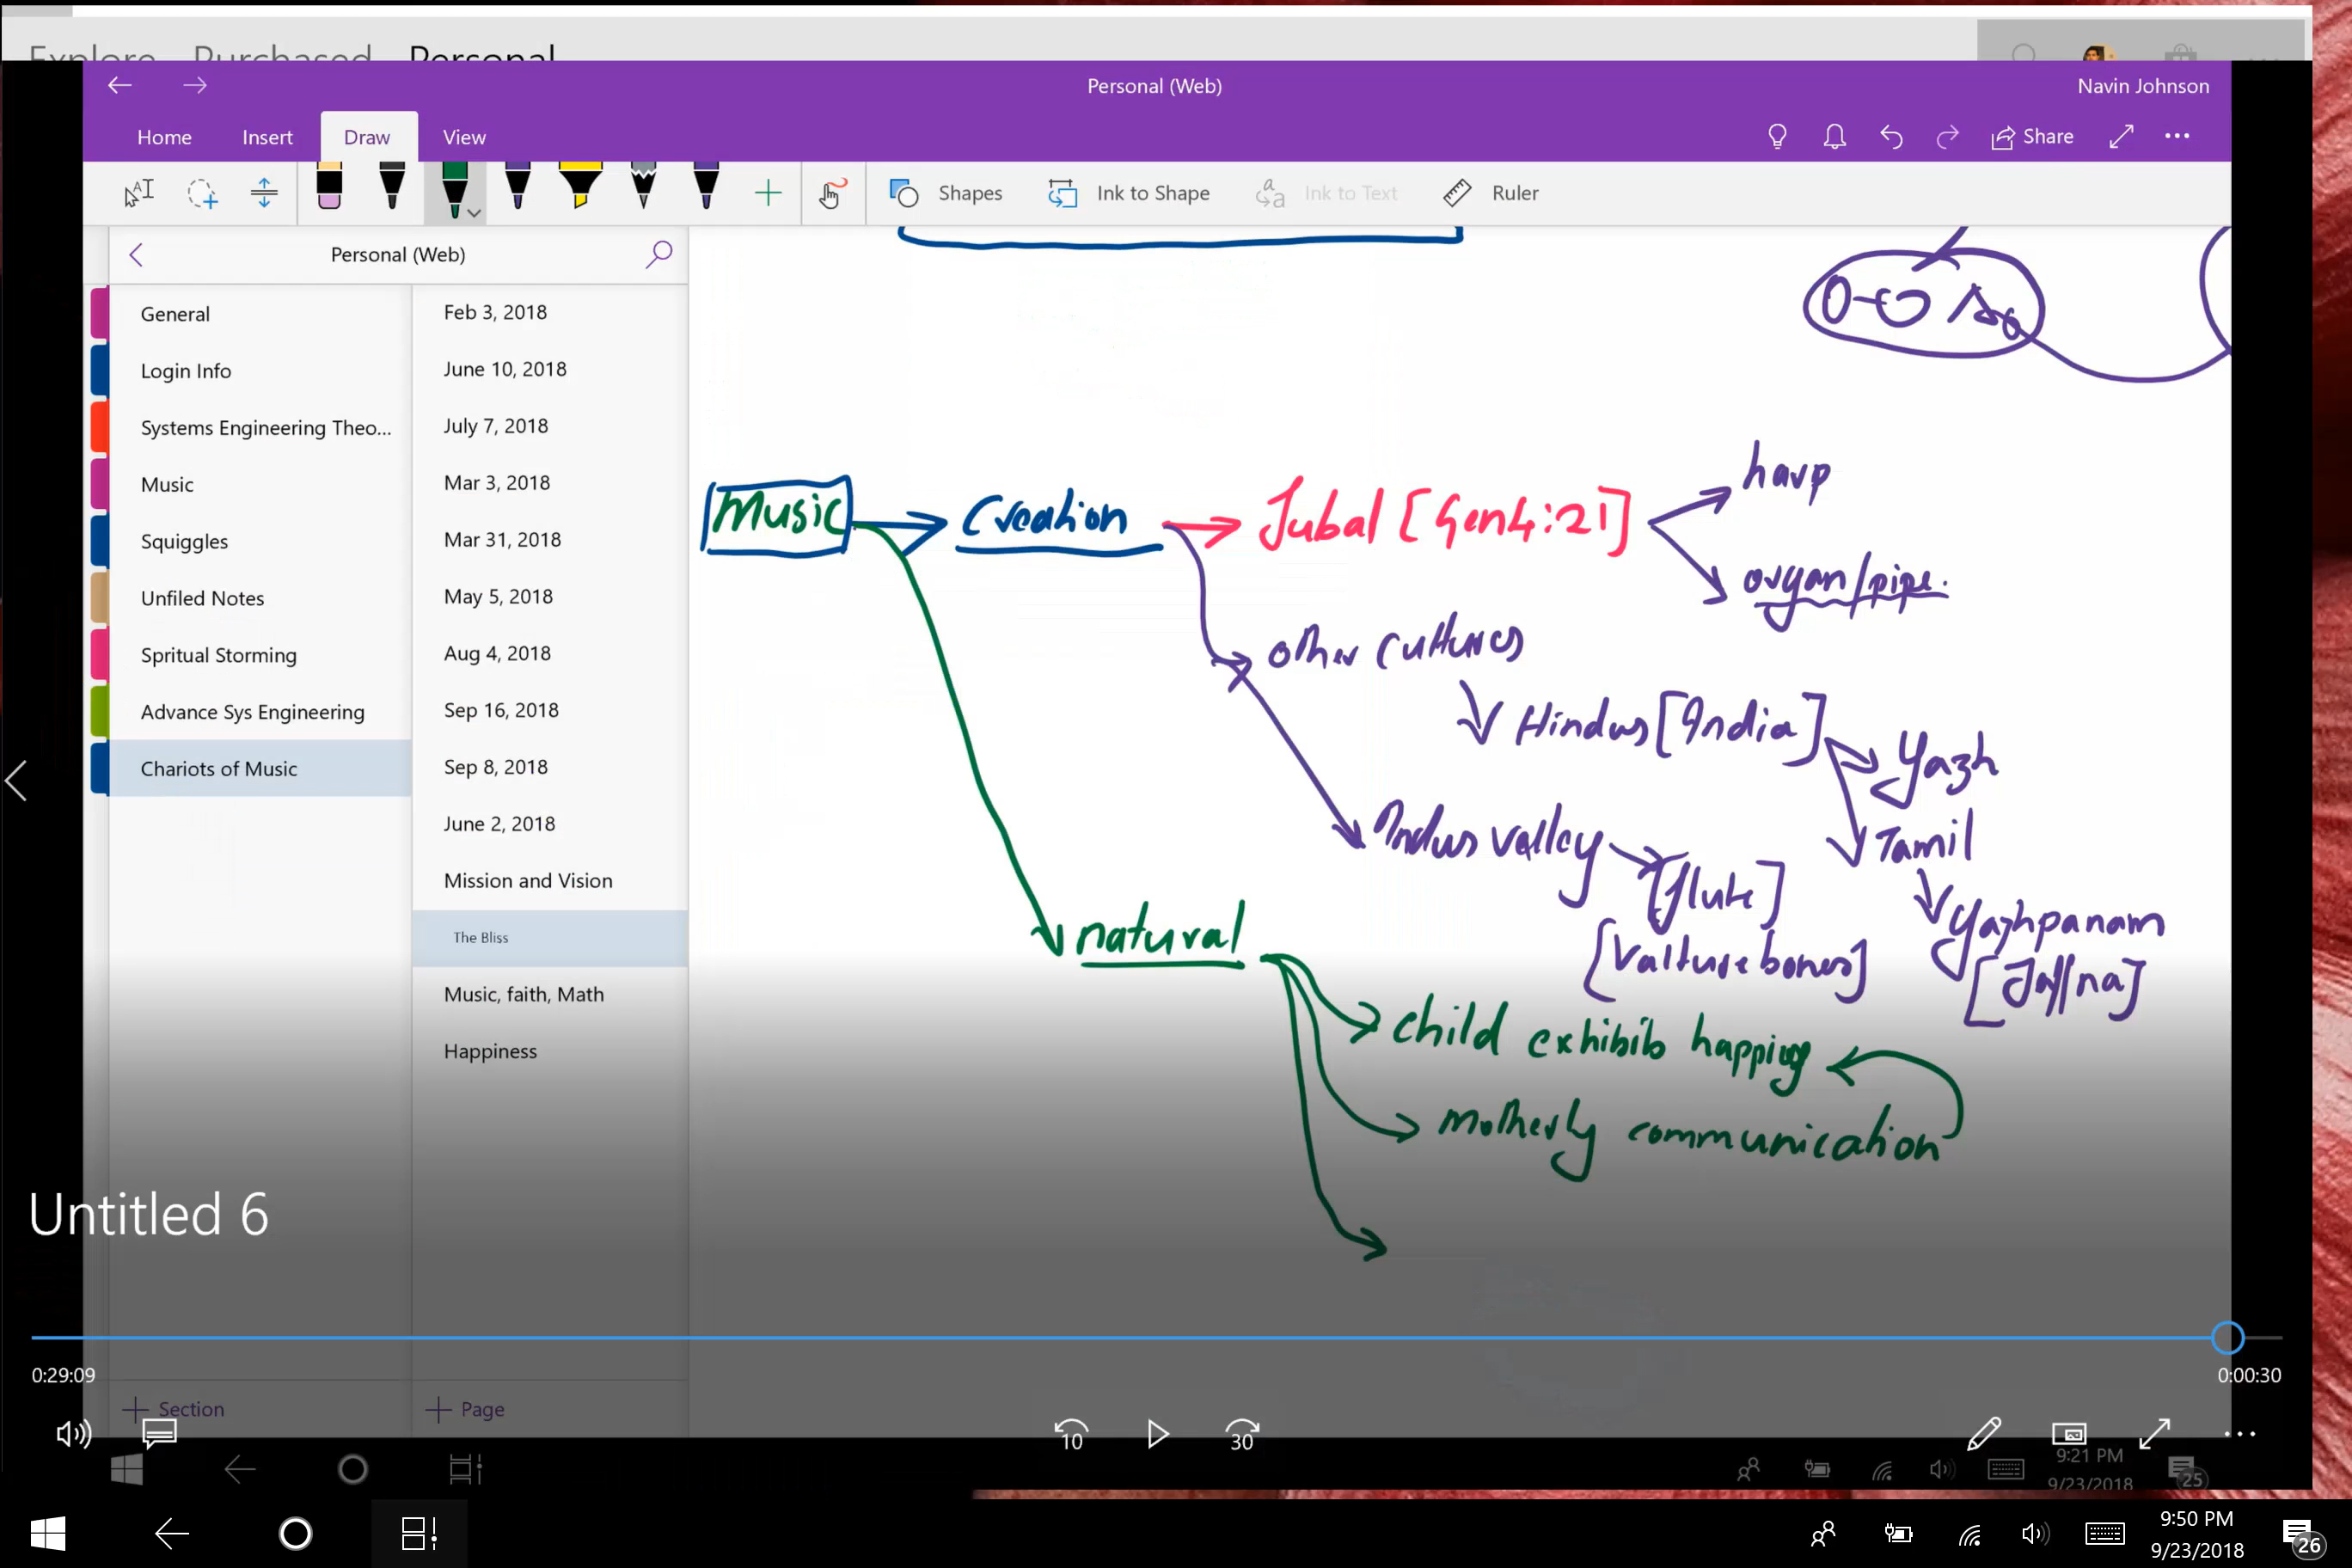 Explore Purchased Personal
Personal (Web)
Navin Johnson
Home Insert Draw View
Share
Shapes Ink to Shape Ink to Text Ruler
Personal (Web)
General
Login Info
Systems Engineering Theo...
Music
Squiggles
Unfiled Notes
Spritual Storming
Advance Sys Engineering
Chariots of Music
Feb 3, 2018
June 10, 2018
July 7, 2018
Mar 3, 2018
Mar 31, 2018
May 5, 2018
Aug 4, 2018
Sep 16, 2018
Sep 8, 2018
June 2, 2018
Mission and Vision
The Bliss
Music, faith, Math
Happiness
Music
Creation
Jubal [Gen4:21]
harp
organ/pipe.
other cultures
Hindus [India]
Yazh
Tamil
Yazhpanam
[Jaffna]
Indus valley
[flute]
[Valture bones]
natural
child exhibib
motherly communication
Untitled 6
0:29:09
0:00:30
Section
Page
10
30
9:21 PM
9/23/2018
25
9:50 PM
9/23/2018
26